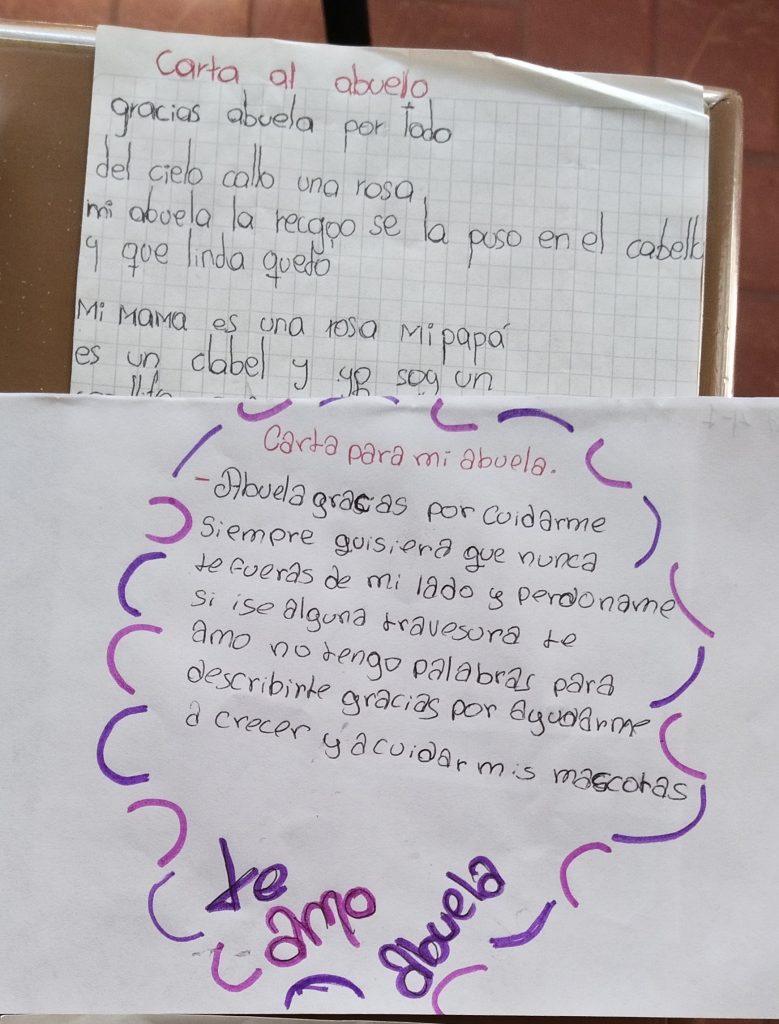 Carta al abuelo
gracias abuela por Todo
del cielo callo una rosa
mi abuela la recgoo se la puso en el cabello
y que linda quedo
Mi MAMA es una rosa Mi papá
es un clabel y yo soy un
Carta para mi abuela.
- Abuela gracas por cuidarme
siempre quisiera que nunca
te fueras de mi lado y perdoname
si ise alguna travesura te
amo no tengo palabras para
describirte gracias por ayudarme
a crecer y a cuidar mis mascotas
te
amo
abuela